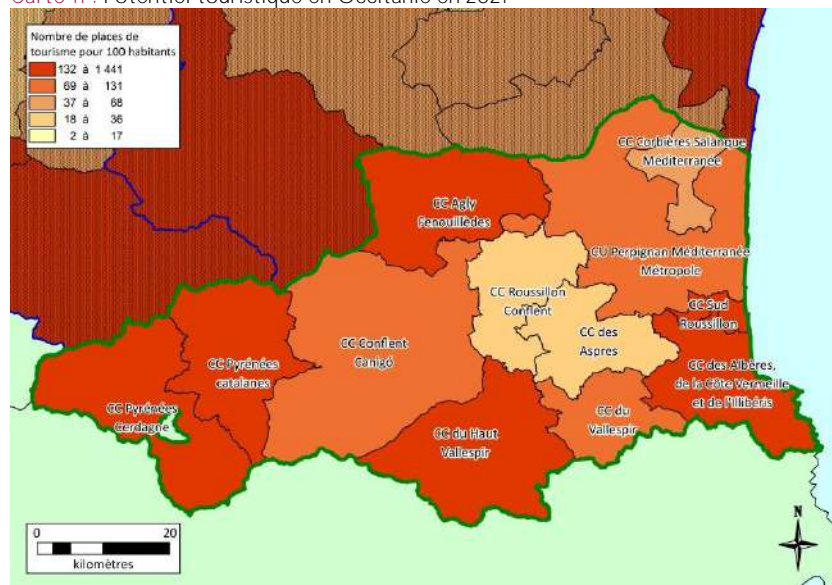 Carte 11 : Potentiel touristique en Occitanie en 2021
Nombre de places de
tourisme pour 100 habitants
132 à 1 441
69 à 131
37 à 68
18 à 36
2 à 17
CC Corbières Salanque
Méditerranée
CC Agly
Fenouillèdes
CU Perpignan Méditerranée
Métropole
CC Roussillon
Conflent
CC Sud
Roussillon
CC des
Aspres
CC Conflent
Canigó
CC Pyrénées
catalanes
CC des Albères,
de la Côte Vermeille
et de l'Illibéris
CC Pyrénées
Cerdagne
CC du
Vallespir
CC du Haut
Vallespir
0 20
kilomètres
N